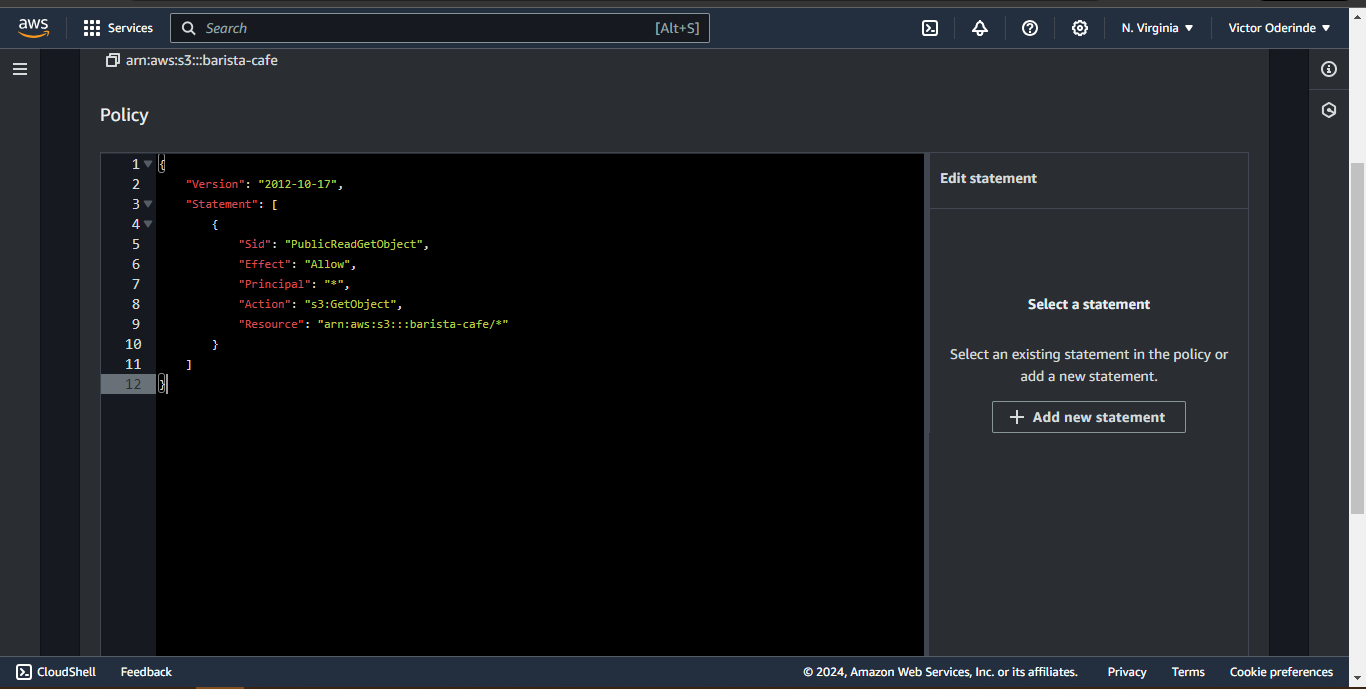 aws
Services
Search
[Alt+S]
N. Virginia
Victor Oderinde
arn:aws:s3:::barista-cafe
Policy
1 {
2 "Version": "2012-10-17",
3 "Statement": [
4 {
5 "Sid": "PublicReadGetObject",
6 "Effect": "Allow",
7 "Principal": "*",
8 "Action": "s3:GetObject",
9 "Resource": "arn:aws:s3:::barista-cafe/*"
10 }
11 ]
12 }
Edit statement
Select a statement
Select an existing statement in the policy or
add a new statement.
+ Add new statement
CloudShell
Feedback
© 2024, Amazon Web Services, Inc. or its affiliates.
Privacy
Terms
Cookie preferences